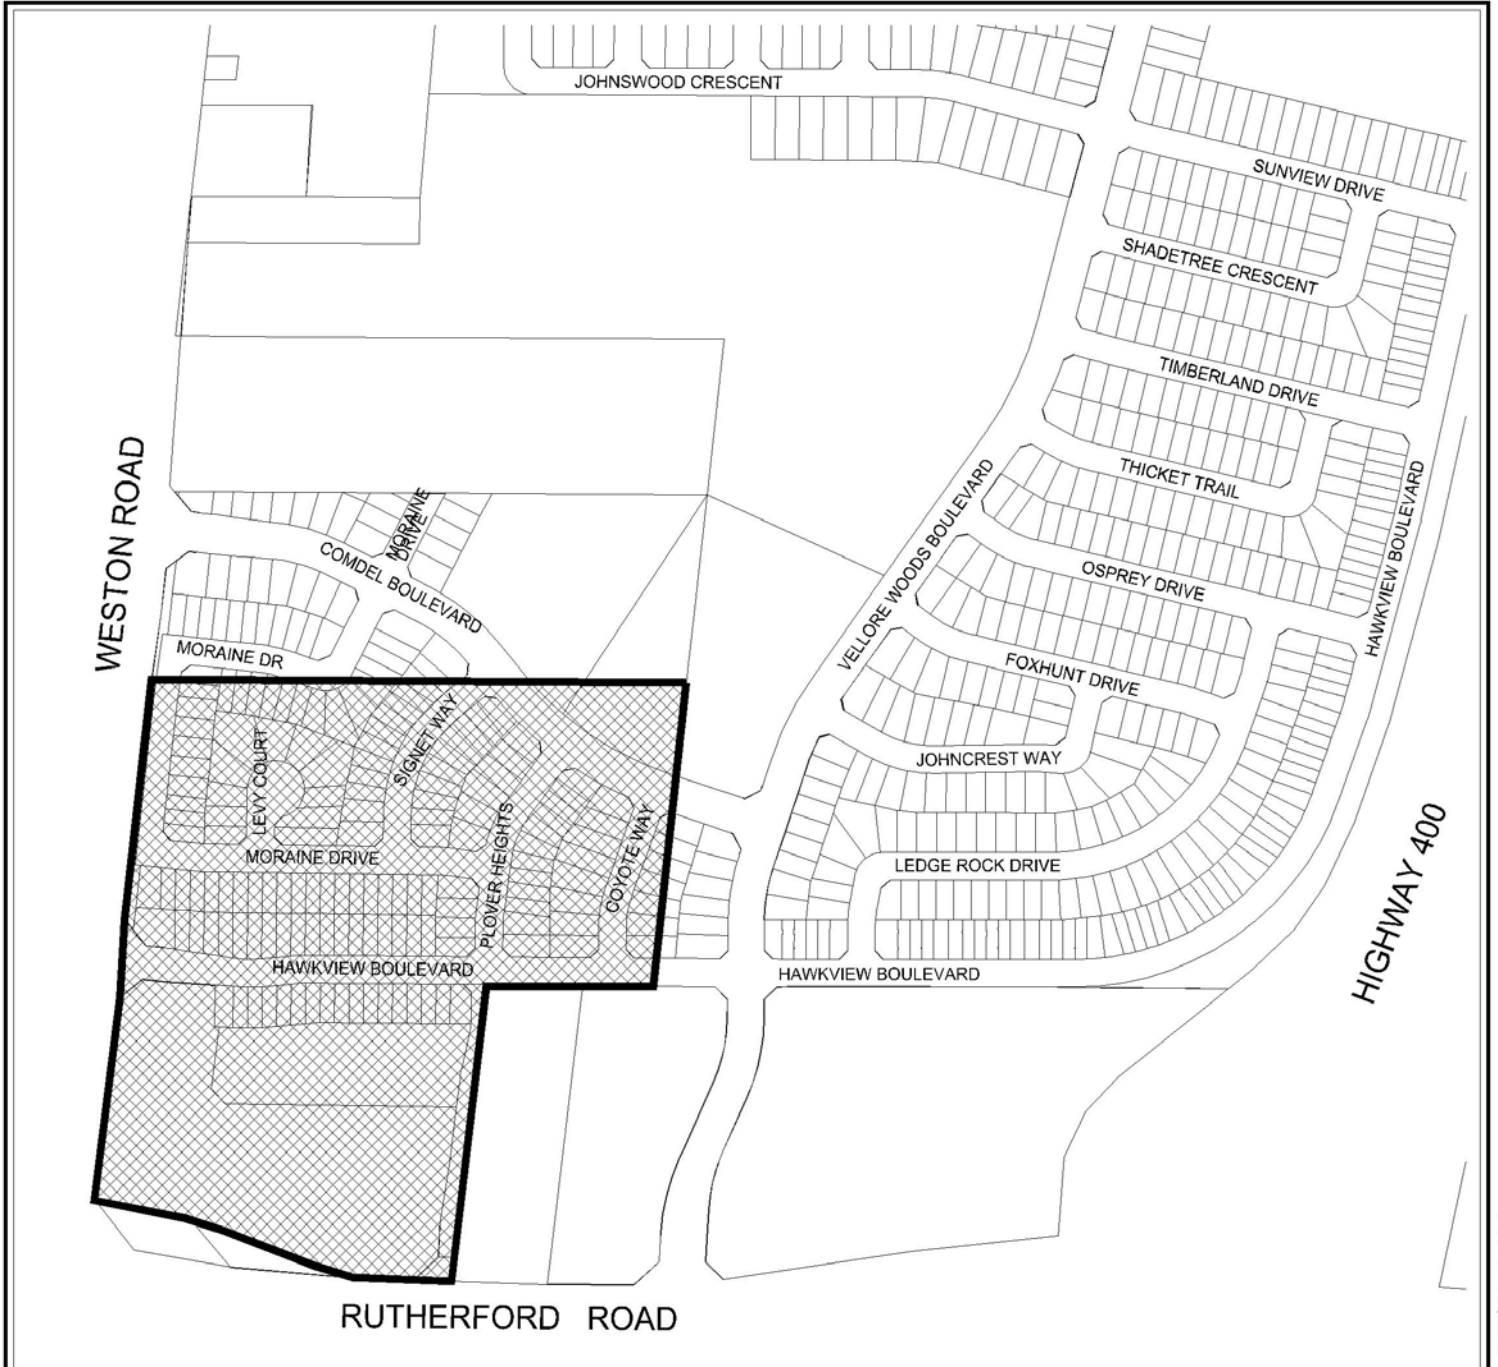 JOHNSWOOD CRESCENT
SUNVIEW DRIVE
SHADETREE CRESCENT
TIMBERLAND DRIVE
THICKET TRAIL
WESTON ROAD
MORAINE
DRIVE
COMDEL BOULEVARD
VELLORE WOODS BOULEVARD
HAWKVIEW BOULEVARD
OSPREY DRIVE
MORAINE DR
FOXHUNT DRIVE
SIGNET WAY
LEVY COURT
JOHNCREST WAY
PLOVER HEIGHTS
COYOTE WAY
MORAINE DRIVE
LEDGE ROCK DRIVE
HIGHWAY 400
HAWKVIEW BOULEVARD
HAWKVIEW BOULEVARD
RUTHERFORD ROAD